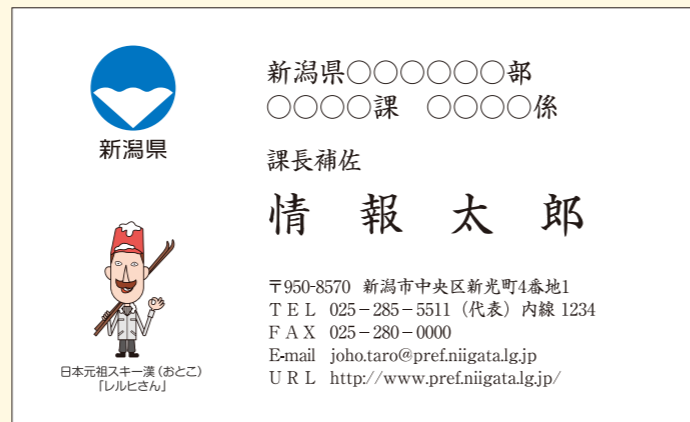 新潟県
日本元祖スキー漢(おとこ)
「レルヒさん」
新潟県○○○○○○部
○○○○課　○○○○係
課長補佐
情　報　太　郎
〒950-8570 新潟市中央区新光町4番地1
ＴＥＬ 025－285－5511（代表）内線 1234
ＦＡＸ 025－280－0000
E-mail joho.taro@pref.niigata.lg.jp
ＵＲＬ http://www.pref.niigata.lg.jp/